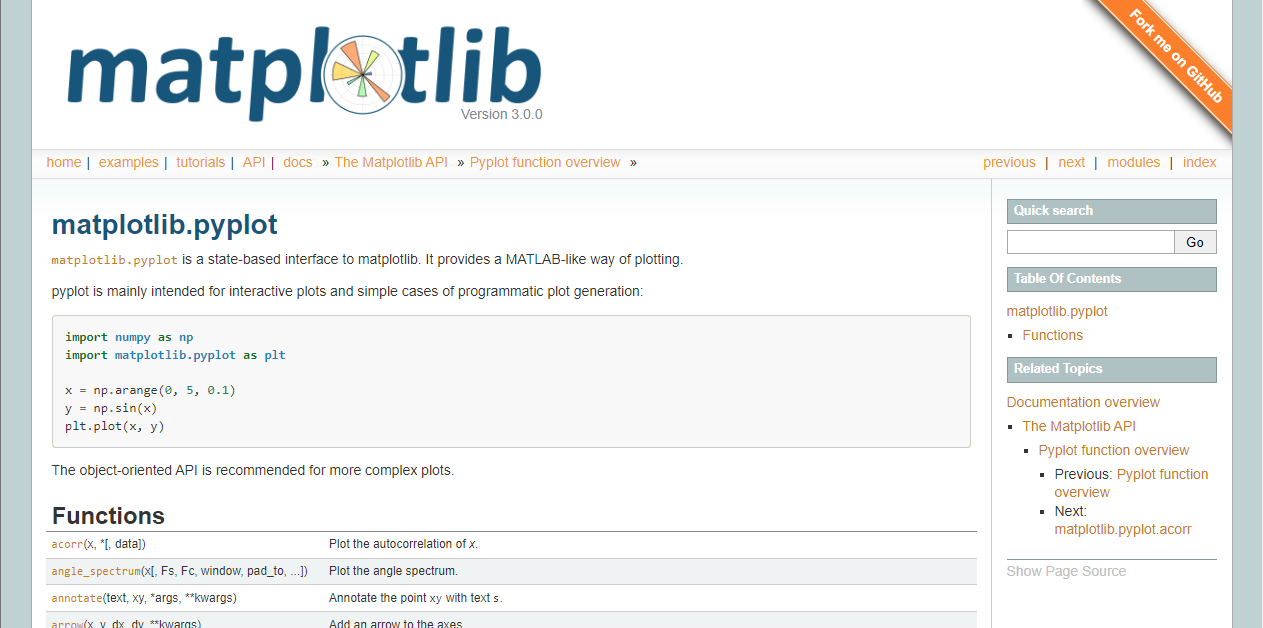 matplotlib
Version 3.0.0
Fork me on GitHub
home | examples | tutorials | API | docs » The Matplotlib API » Pyplot function overview »
previous | next | modules | index
matplotlib.pyplot
matplotlib.pyplot is a state-based interface to matplotlib. It provides a MATLAB-like way of plotting.
pyplot is mainly intended for interactive plots and simple cases of programmatic plot generation:
import numpy as np
import matplotlib.pyplot as plt
x = np.arange(0, 5, 0.1)
y = np.sin(x)
plt.plot(x, y)
The object-oriented API is recommended for more complex plots.
Functions
acorr(x, *[, data]) Plot the autocorrelation of x.
angle_spectrum(x[, Fs, Fc, window, pad_to, ...]) Plot the angle spectrum.
annotate(text, xy, *args, **kwargs) Annotate the point xy with text s.
arrow(x, y, dx, dy, **kwargs) Add an arrow to the axes
Quick search
Go
Table Of Contents
matplotlib.pyplot
▪ Functions
Related Topics
Documentation overview
▪ The Matplotlib API
▪ Pyplot function overview
▪ Previous: Pyplot function
overview
▪ Next:
matplotlib.pyplot.acorr
Show Page Source